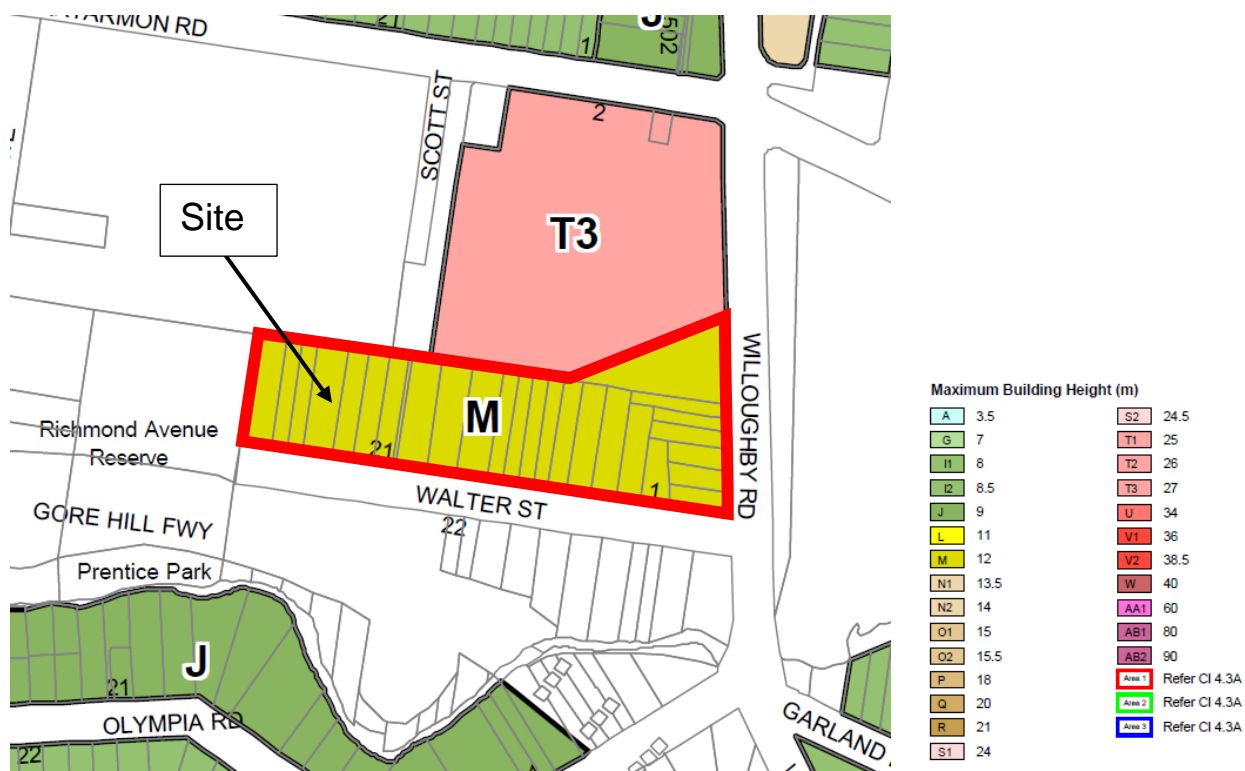 RD
1
502
SCOTT ST
2
Site
T3
M
WILLOUGHBY RD
Richmond Avenue
Reserve
21
1
WALTER ST
22
GORE HILL FWY
Prentice Park
J
21
OLYMPIA RD
22
GARLAND
Maximum Building Height (m)
A 3.5
G 7
I1 8
I2 8.5
J 9
L 11
M 12
N1 13.5
N2 14
O1 15
O2 15.5
P 18
Q 20
R 21
S1 24
S2 24.5
T1 25
T2 26
T3 27
U 34
V1 36
V2 38.5
W 40
AA1 60
AB1 80
AB2 90
Area 1 Refer Cl 4.3A
Area 2 Refer Cl 4.3A
Area 3 Refer Cl 4.3A